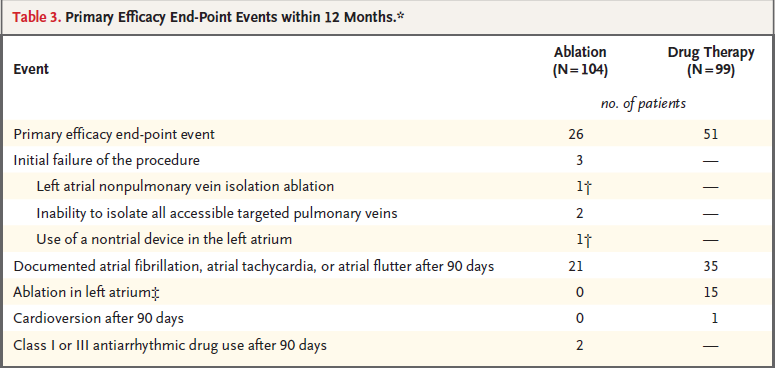 Table 3. Primary Efficacy End-Point Events within 12 Months.*
Event Ablation (N=104) Drug Therapy (N=99)
no. of patients
Primary efficacy end-point event 26 51
Initial failure of the procedure 3 —
Left atrial nonpulmonary vein isolation ablation 1† —
Inability to isolate all accessible targeted pulmonary veins 2 —
Use of a nontrial device in the left atrium 1† —
Documented atrial fibrillation, atrial tachycardia, or atrial flutter after 90 days 21 35
Ablation in left atrium‡ 0 15
Cardioversion after 90 days 0 1
Class I or III antiarrhythmic drug use after 90 days 2 —